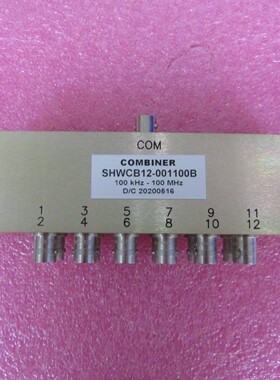 COM
COMBINER
SHWCB12-001100B
100 kHz - 100 MHz
D/C 20200616
1 3 5 7 9 11
2 4 6 8 10 12